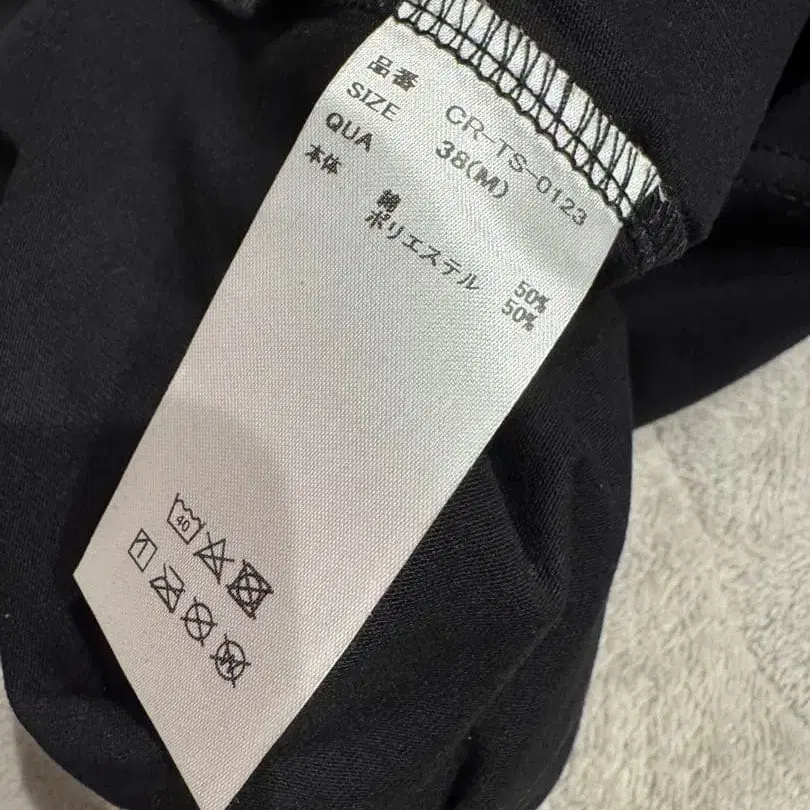 品番 CR-TS-0123
SIZE 38(M)
QUA
本体 綿 50%
ポリエステル 50%
40